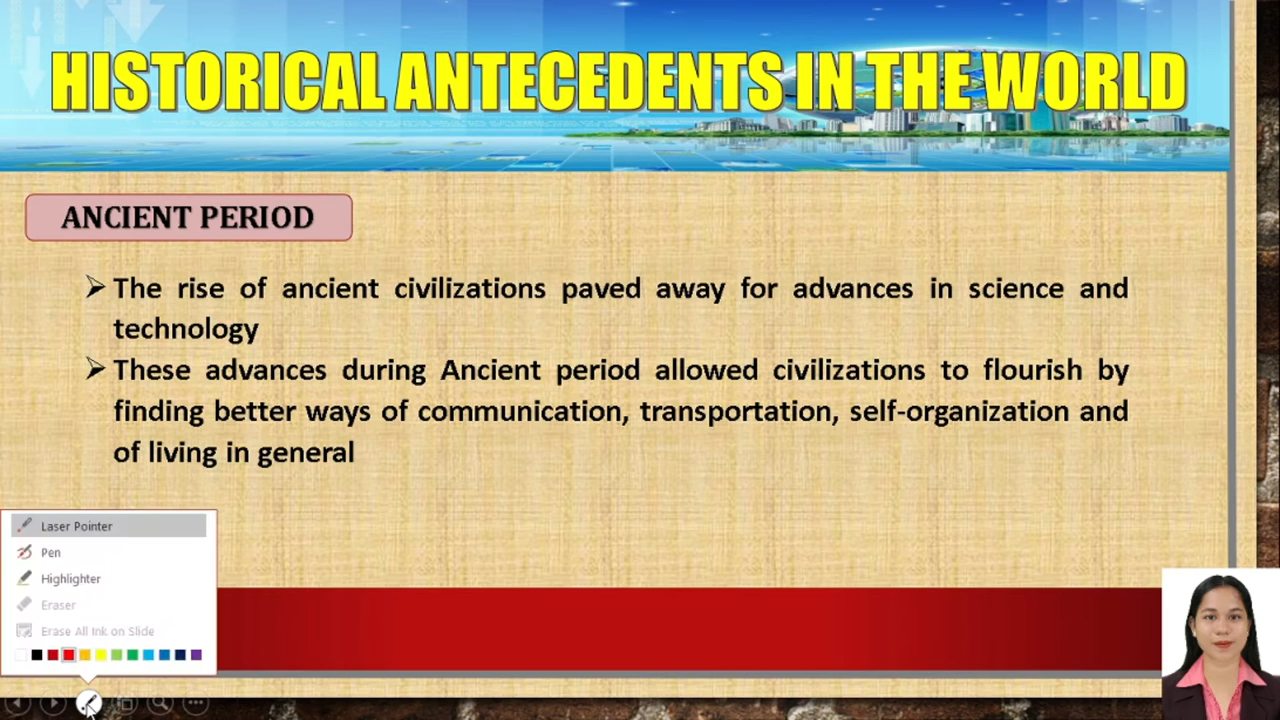 HISTORICAL ANTECEDENTS IN THE WORLD
ANCIENT PERIOD
The rise of ancient civilizations paved away for advances in science and
technology
These advances during Ancient period allowed civilizations to flourish by
finding better ways of communication, transportation, self-organization and
of living in general
Laser Pointer
Pen
Highlighter
Eraser
Erase All Ink on Slide